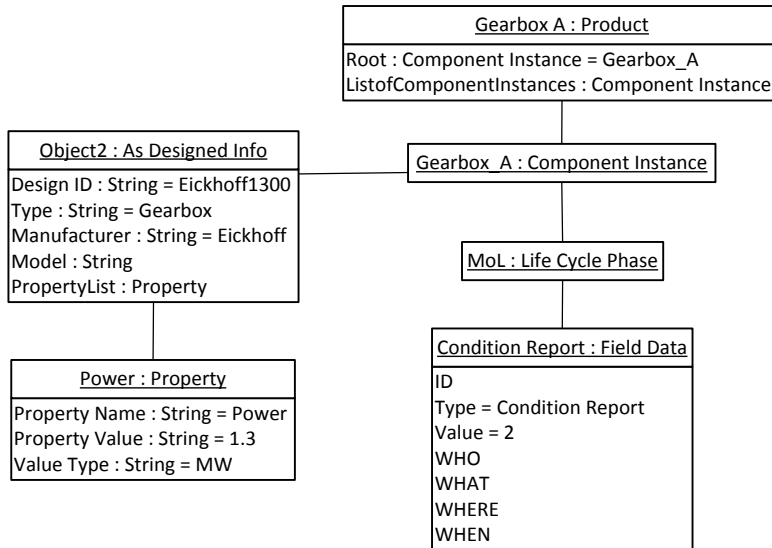 Gearbox A : Product
Root : Component Instance = Gearbox_A
ListofComponentInstances : Component Instance
Object2 : As Designed Info
Design ID : String = Eickhoff1300
Type : String = Gearbox
Manufacturer : String = Eickhoff
Model : String
PropertyList : Property
Gearbox_A : Component Instance
MoL : Life Cycle Phase
Power : Property
Property Name : String = Power
Property Value : String = 1.3
Value Type : String = MW
Condition Report : Field Data
ID
Type = Condition Report
Value = 2
WHO
WHAT
WHERE
WHEN